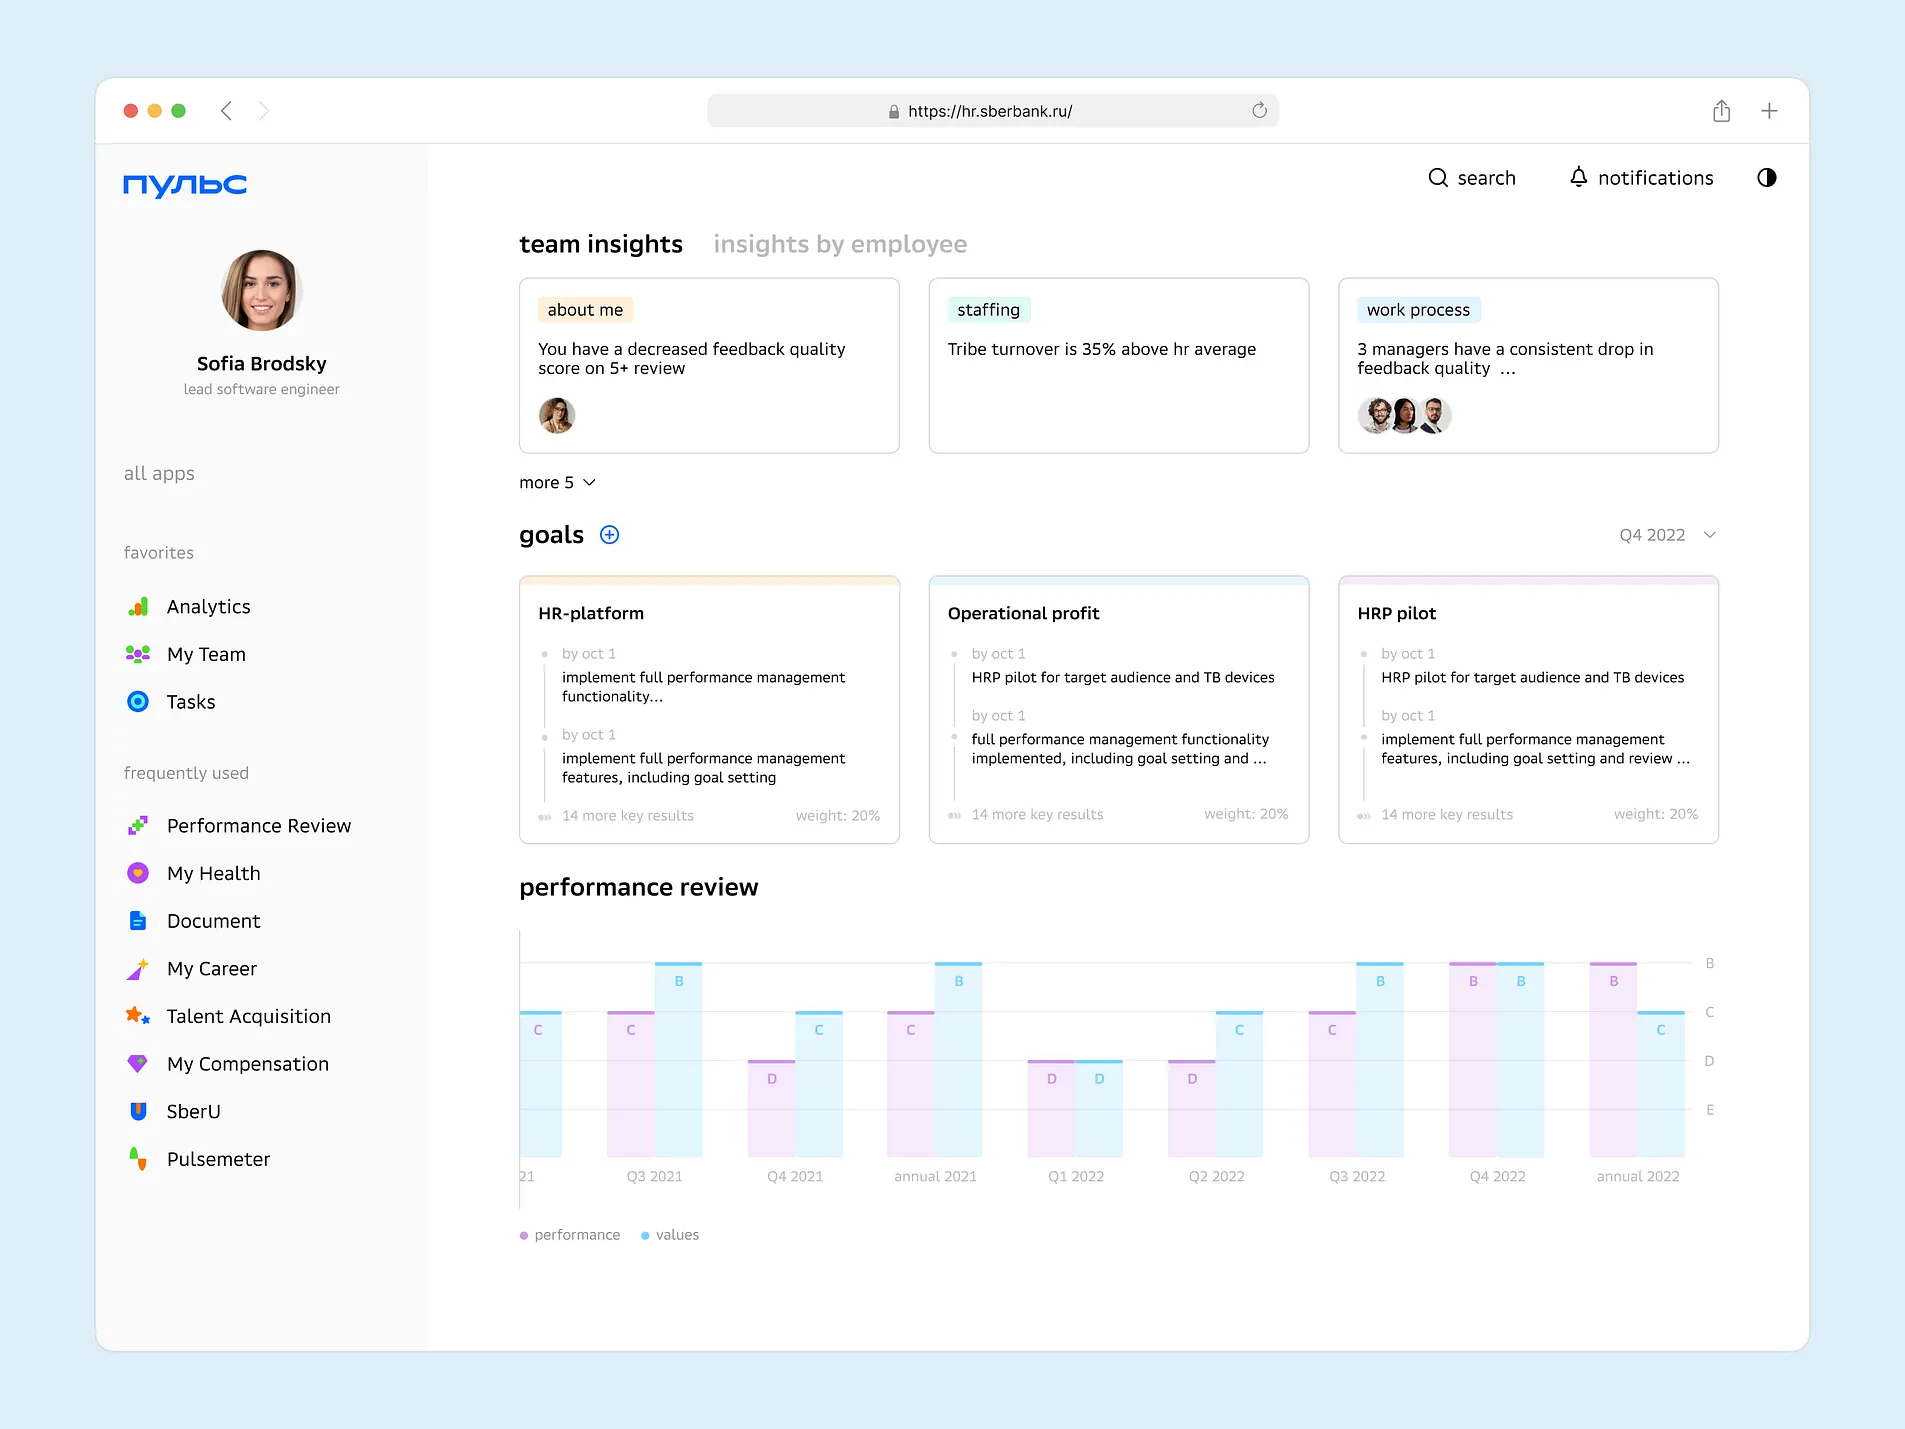 https://hr.sberbank.ru/
пульс
search
notifications
Sofia Brodsky
lead software engineer
all apps
favorites
Analytics
My Team
Tasks
frequently used
Performance Review
My Health
Document
My Career
Talent Acquisition
My Compensation
SberU
Pulsemeter
team insights
insights by employee
about me
You have a decreased feedback quality
score on 5+ review
staffing
Tribe turnover is 35% above hr average
work process
3 managers have a consistent drop in
feedback quality ...
more 5
goals
Q4 2022
HR-platform
by oct 1
implement full performance management
functionality...
by oct 1
implement full performance management
features, including goal setting
14 more key results
weight: 20%
Operational profit
by oct 1
HRP pilot for target audience and TB devices
by oct 1
full performance management functionality
implemented, including goal setting and ...
14 more key results
weight: 20%
HRP pilot
by oct 1
HRP pilot for target audience and TB devices
by oct 1
implement full performance management
features, including goal setting and review ...
14 more key results
weight: 20%
performance review
C
C
B
D
C
C
B
D
D
D
C
C
B
B
B
B
C
B
C
D
E
21
Q3 2021
Q4 2021
annual 2021
Q1 2022
Q2 2022
Q3 2022
Q4 2022
annual 2022
performance
values